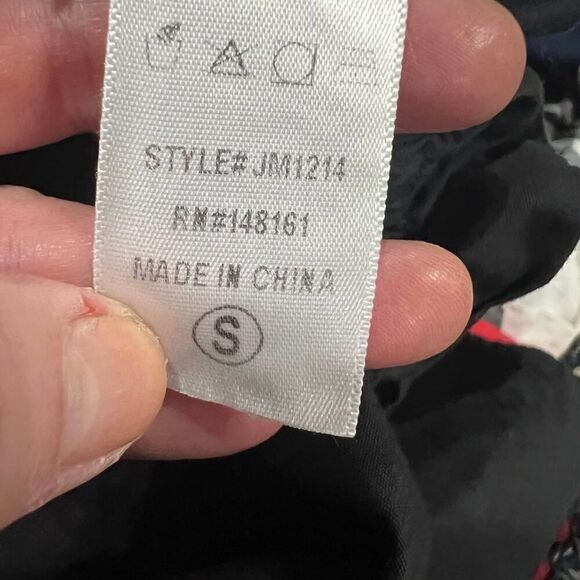 STYLE# JM1214
RN#148161
MADE IN CHINA
S